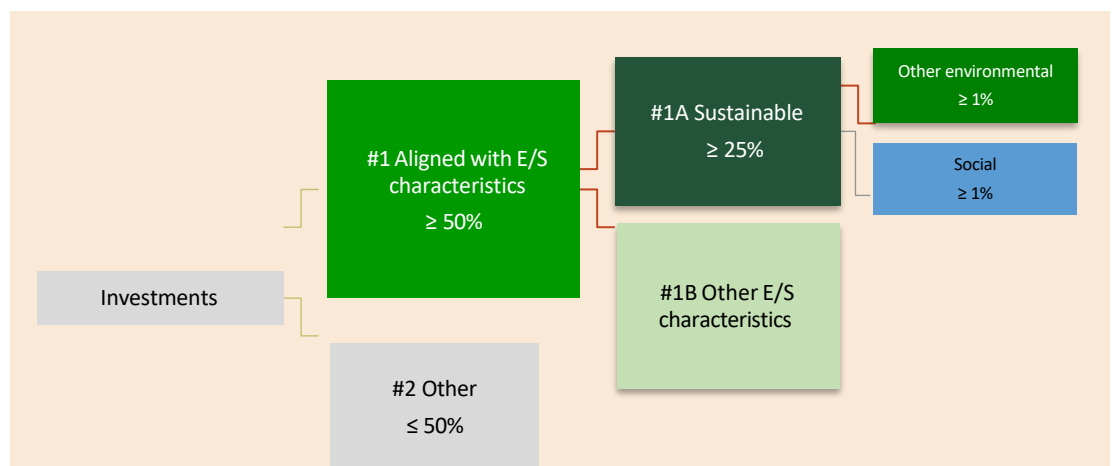 Investments
#1 Aligned with E/S
characteristics
≥ 50%
#2 Other
≤ 50%
#1A Sustainable
≥ 25%
#1B Other E/S
characteristics
Other environmental
≥ 1%
Social
≥ 1%